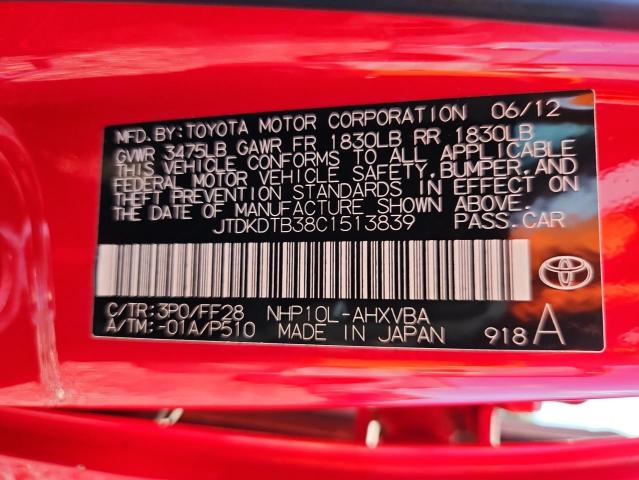 MFD. BY: TOYOTA MOTOR CORPORATION 06/12
GVWR 3475LB GAWR FR 1830LB RR 1830LB
THIS VEHICLE CONFORMS TO ALL APPLICABLE
FEDERAL MOTOR VEHICLE SAFETY, BUMPER, AND
THEFT PREVENTION STANDARDS IN EFFECT ON
THE DATE OF MANUFACTURE SHOWN ABOVE.
JTDKDTB38C1513839 PASS. CAR
C/TR: 3P0/FF28 NHP10L-AHXVBA
A/TM: -01A/P510 MADE IN JAPAN 918 A